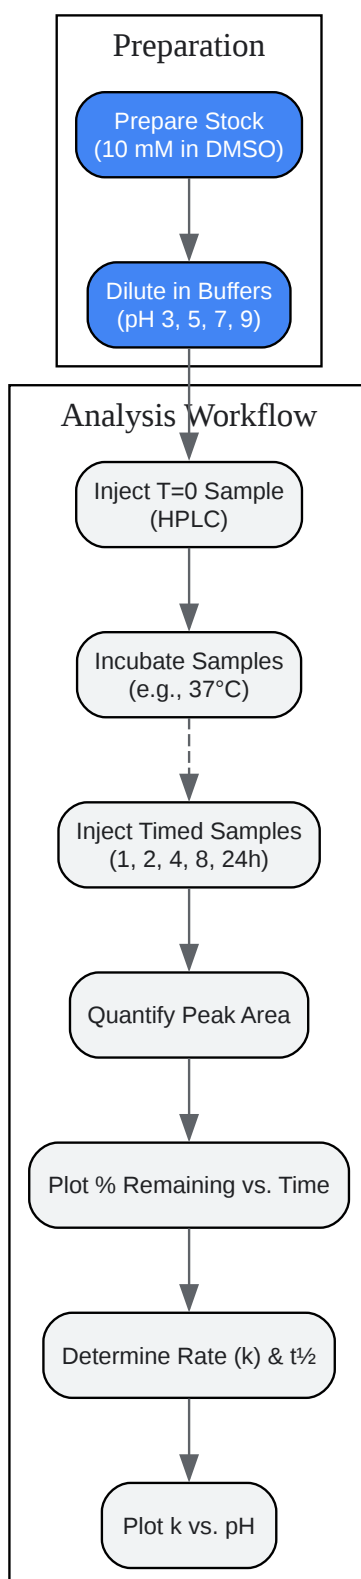 Preparation
Prepare Stock
(10 mM in DMSO)
Dilute in Buffers
(pH 3, 5, 7, 9)
Analysis Workflow
Inject T=0 Sample
(HPLC)
Incubate Samples
(e.g., 37°C)
Inject Timed Samples
(1, 2, 4, 8, 24h)
Quantify Peak Area
Plot % Remaining vs. Time
Determine Rate (k) & t½
Plot k vs. pH